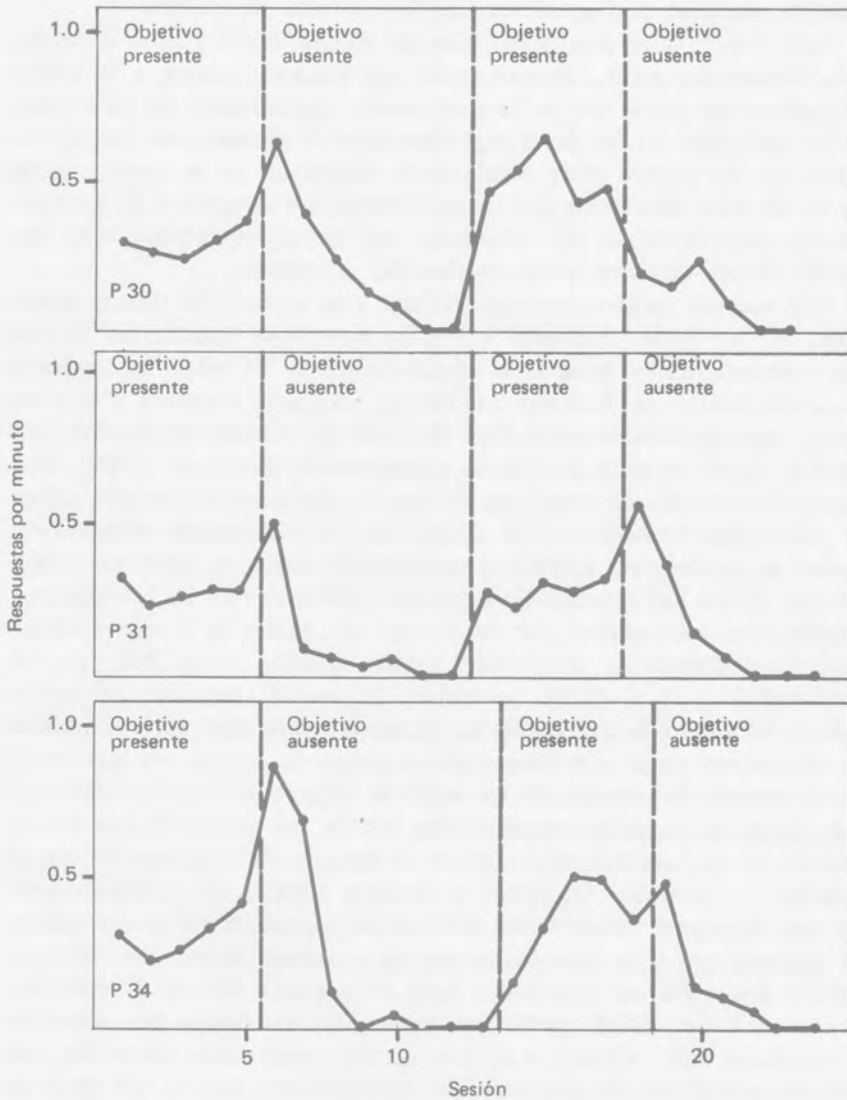 1.0
Objetivo
presente
Objetivo
ausente
Objetivo
presente
Objetivo
ausente
0.5
P 30
1.0
Objetivo
presente
Objetivo
ausente
Objetivo
presente
Objetivo
ausente
0.5
P 31
Respuestas por minuto
1.0
Objetivo
presente
Objetivo
ausente
Objetivo
presente
Objetivo
ausente
0.5
P 34
5
10
20
Sesión